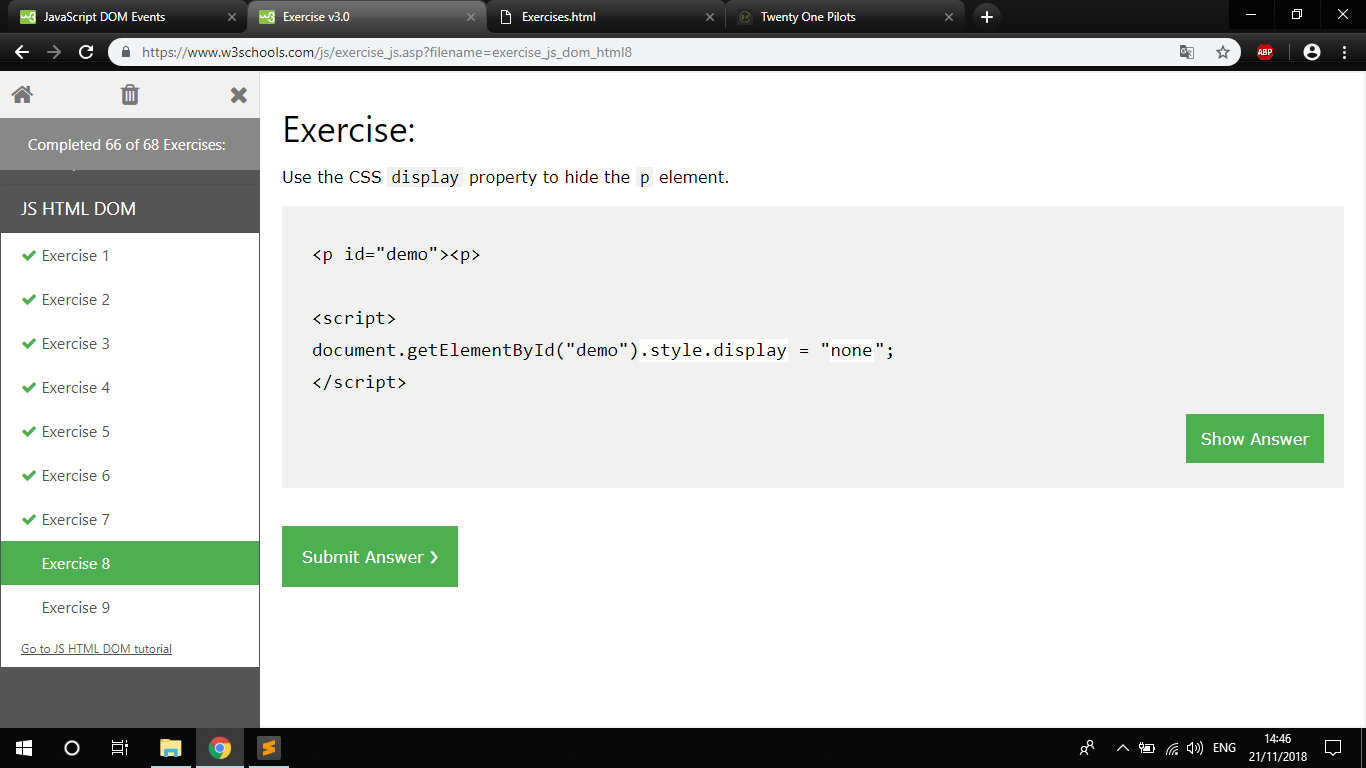 JavaScript DOM Events
Exercise v3.0
Exercises.html
Twenty One Pilots
https://www.w3schools.com/js/exercise_js.asp?filename=exercise_js_dom_html8
ABP
Completed 66 of 68 Exercises:
JS HTML DOM
Exercise 1
Exercise 2
Exercise 3
Exercise 4
Exercise 5
Exercise 6
Exercise 7
Exercise 8
Exercise 9
Go to JS HTML DOM tutorial
Exercise:
Use the CSS display property to hide the p element.
<p id="demo"><p>
<script>
document.getElementById("demo").style.display = "none";
</script>
Show Answer
Submit Answer ❯
ENG
14:46
21/11/2018